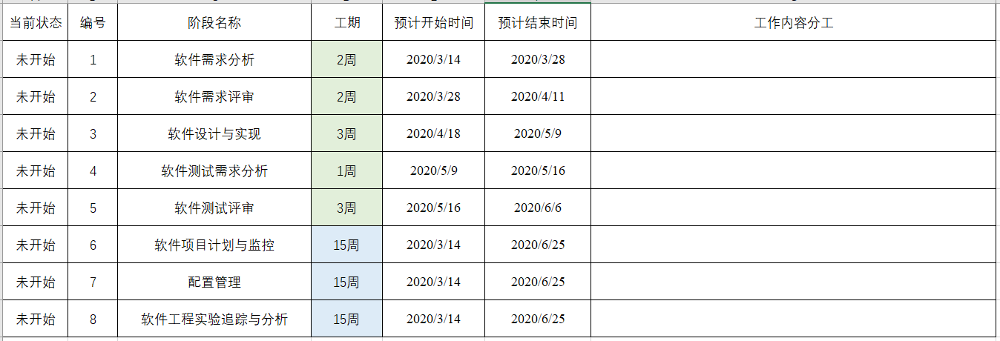 当前状态 编号 阶段名称 工期 预计开始时间 预计结束时间 工作内容分工
未开始 1 软件需求分析 2周 2020/3/14 2020/3/28
未开始 2 软件需求评审 2周 2020/3/28 2020/4/11
未开始 3 软件设计与实现 3周 2020/4/18 2020/5/9
未开始 4 软件测试需求分析 1周 2020/5/9 2020/5/16
未开始 5 软件测试评审 3周 2020/5/16 2020/6/6
未开始 6 软件项目计划与监控 15周 2020/3/14 2020/6/25
未开始 7 配置管理 15周 2020/3/14 2020/6/25
未开始 8 软件工程实验追踪与分析 15周 2020/3/14 2020/6/25